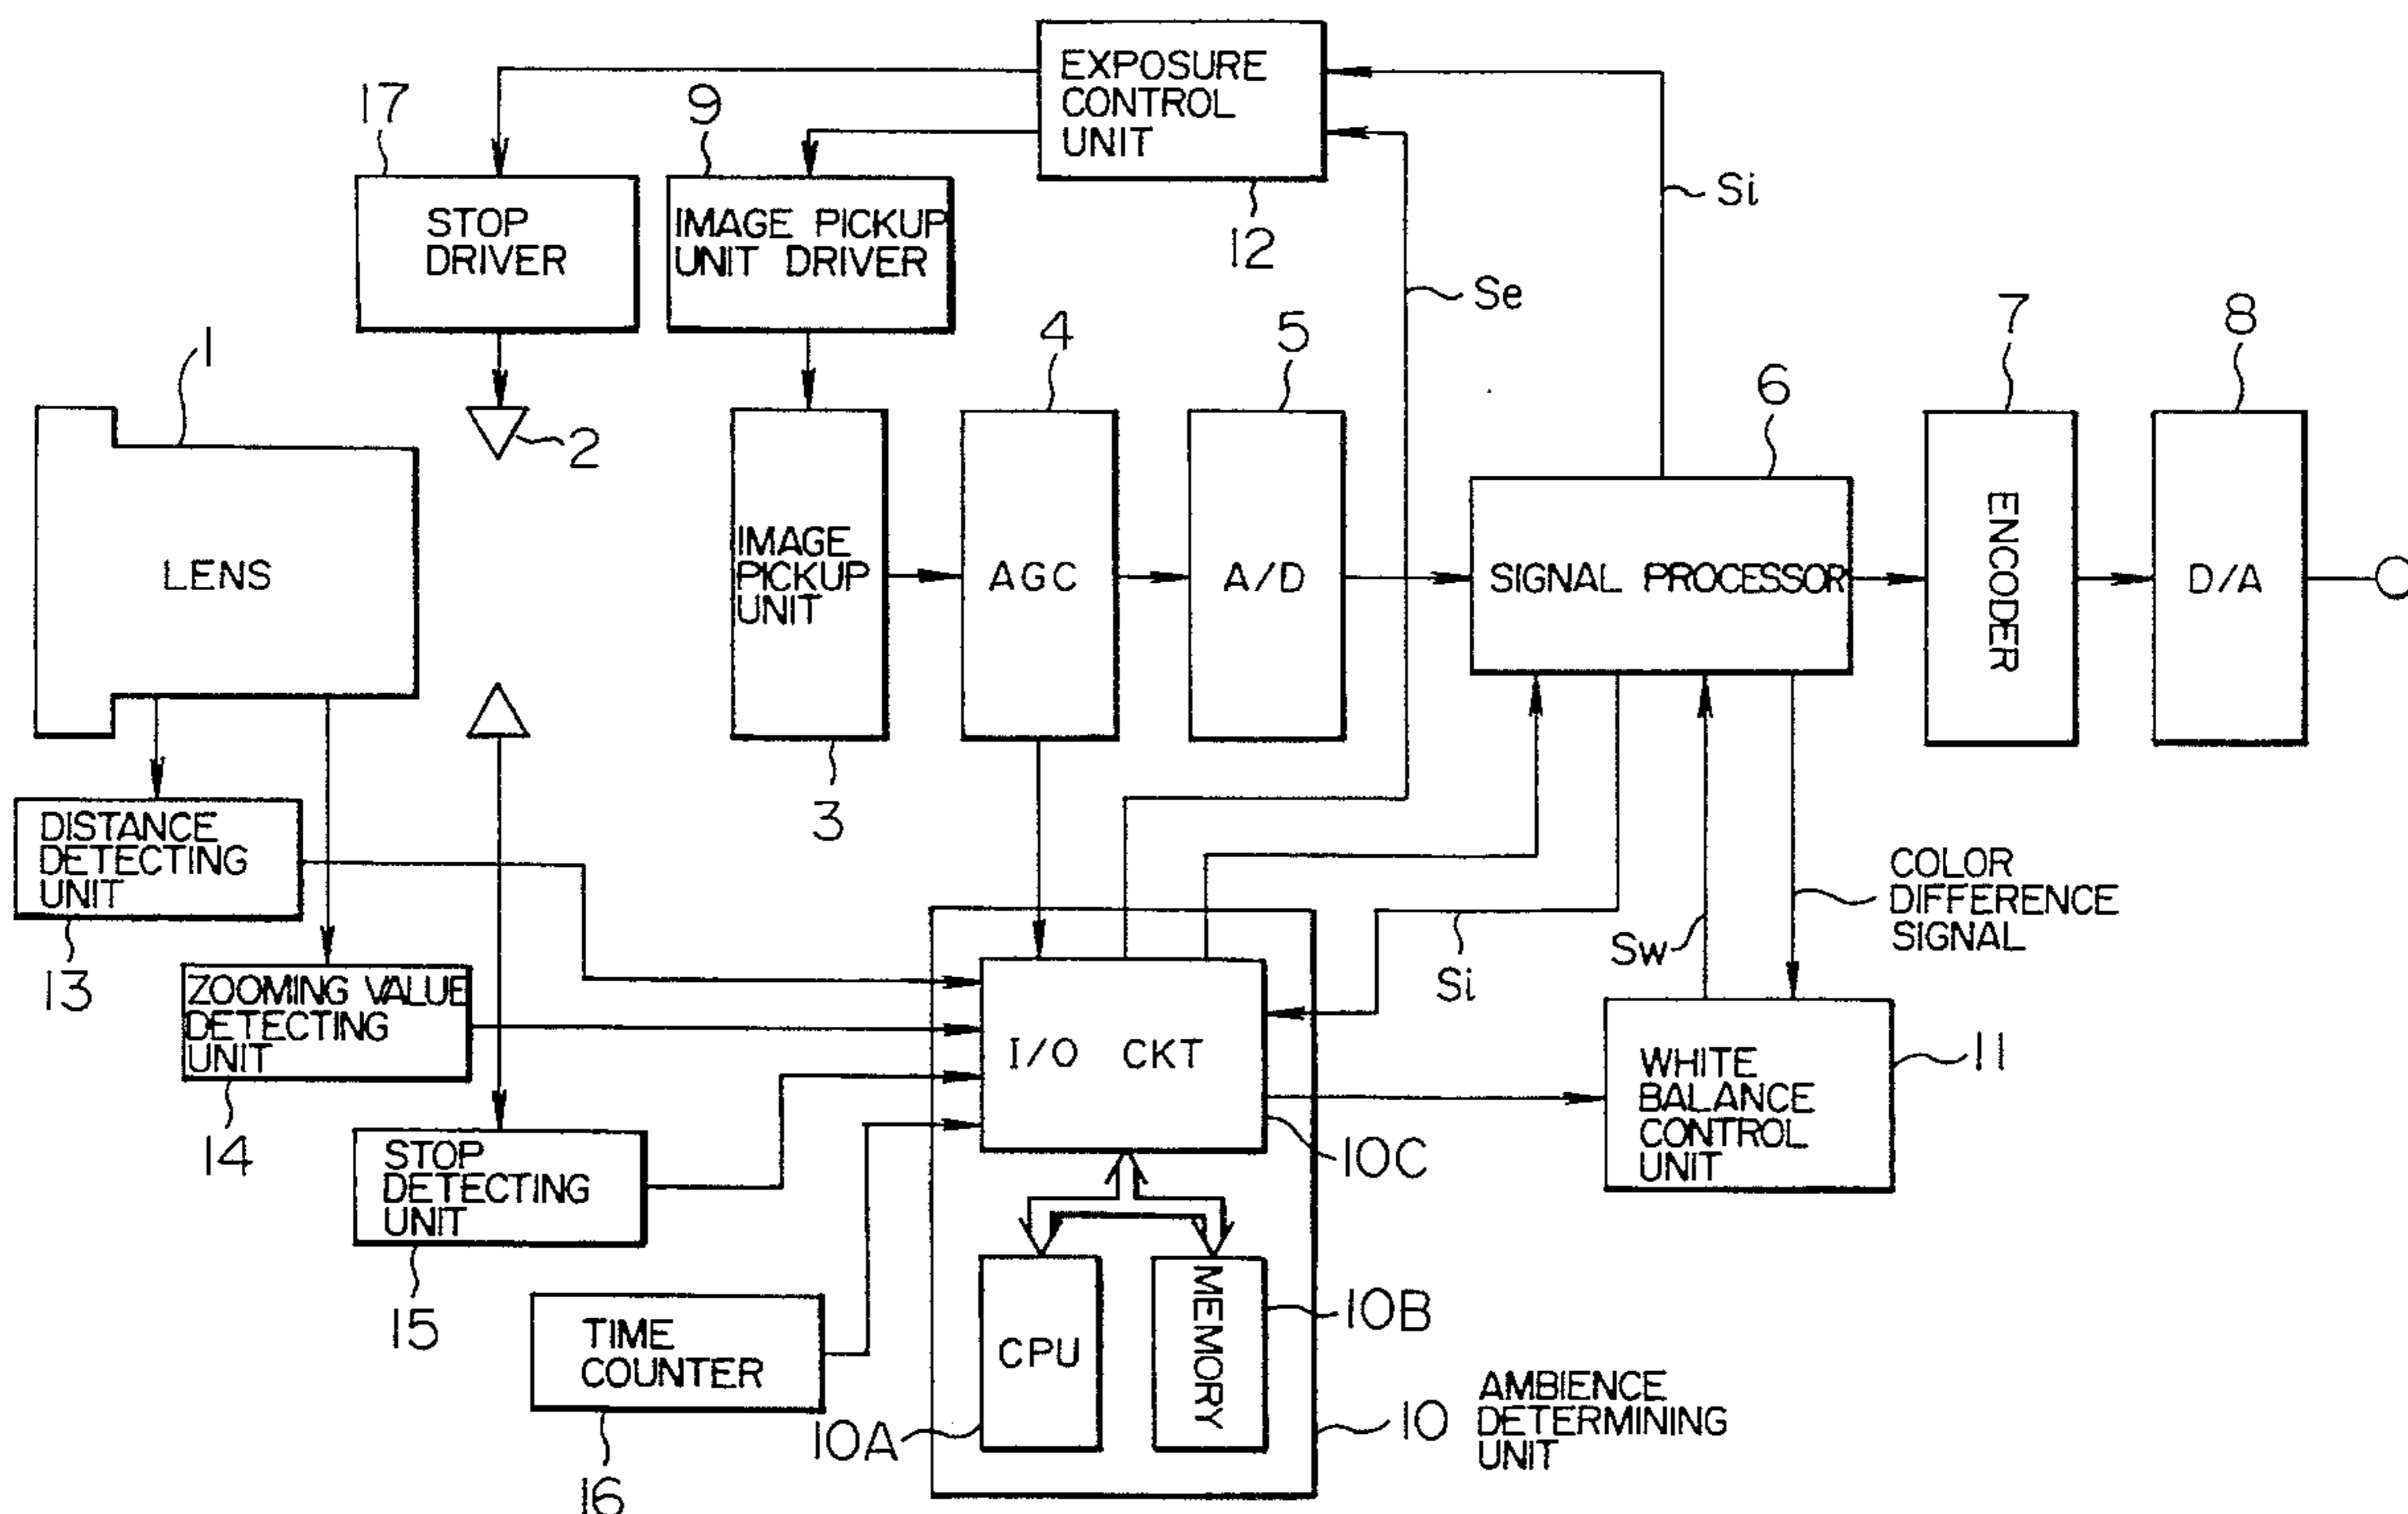 EXPOSURE
CONTROL
UNIT
12
17
STOP
DRIVER
9
IMAGE PICKUP
UNIT DRIVER
Si
Se
1
LENS
2
IMAGE
PICKUP
UNIT
3
4
AGC
5
A/D
6
SIGNAL PROCESSOR
7
ENCODER
8
D/A
DISTANCE
DETECTING
UNIT
13
ZOOMING VALUE
DETECTING
UNIT
14
STOP
DETECTING
UNIT
15
TIME
COUNTER
16
I/O CKT
10C
CPU
10A
MEMORY
10B
10 AMBIENCE
DETERMINING
UNIT
Si
Sw
COLOR
DIFFERENCE
SIGNAL
WHITE
BALANCE
CONTROL
UNIT
11